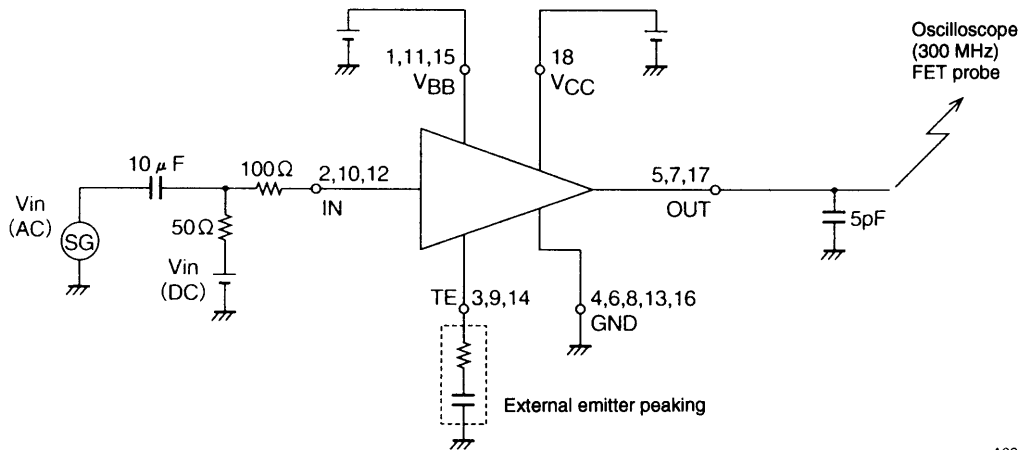 Oscilloscope
(300 MHz)
FET probe
1,11,15
VBB
18
VCC
10 μF
100Ω
2,10,12
IN
5,7,17
OUT
Vin
(AC)
SG
50Ω
5pF
Vin
(DC)
TE 3,9,14
4,6,8,13,16
GND
External emitter peaking